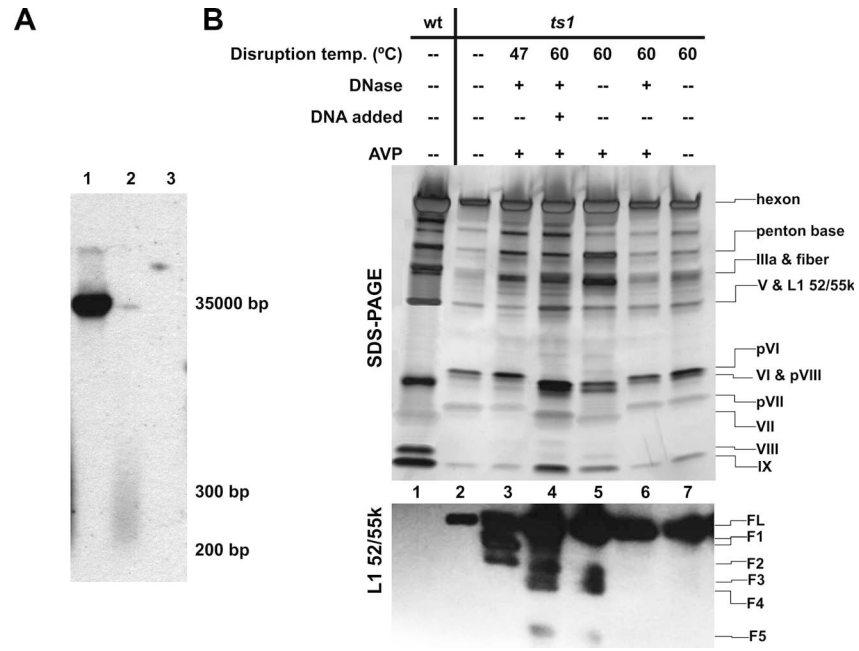 A
B
wt ts1
Disruption temp. (ºC) -- -- 47 60 60 60 60
DNase -- -- + + -- + --
DNA added -- -- -- + -- -- --
AVP -- -- + + + + --
1 2 3
35000 bp
300 bp
200 bp
SDS-PAGE
hexon
penton base
IIIa & fiber
V & L1 52/55k
pVI
VI & pVIII
pVII
VII
VIII
IX
1 2 3 4 5 6 7
L1 52/55k
FL
F1
F2
F3
F4
F5